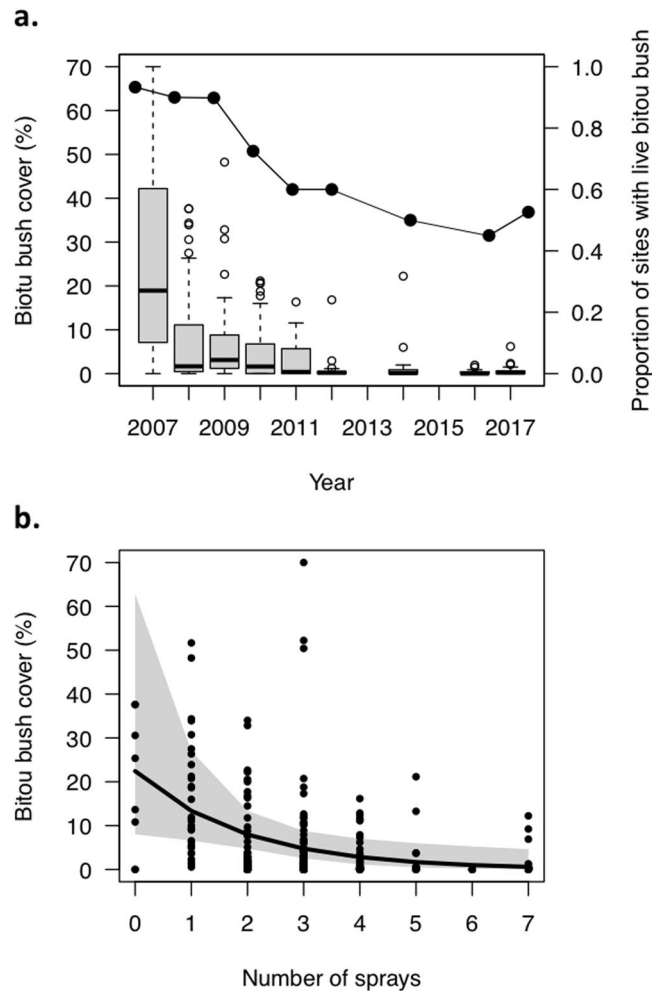 a.
Biotu bush cover (%)
70
60
50
40
30
20
10
0
Proportion of sites with live bitou bush
1.0
0.8
0.6
0.4
0.2
0.0
2007 2009 2011 2013 2015 2017
Year
b.
Bitou bush cover (%)
70
60
50
40
30
20
10
0
0 1 2 3 4 5 6 7
Number of sprays